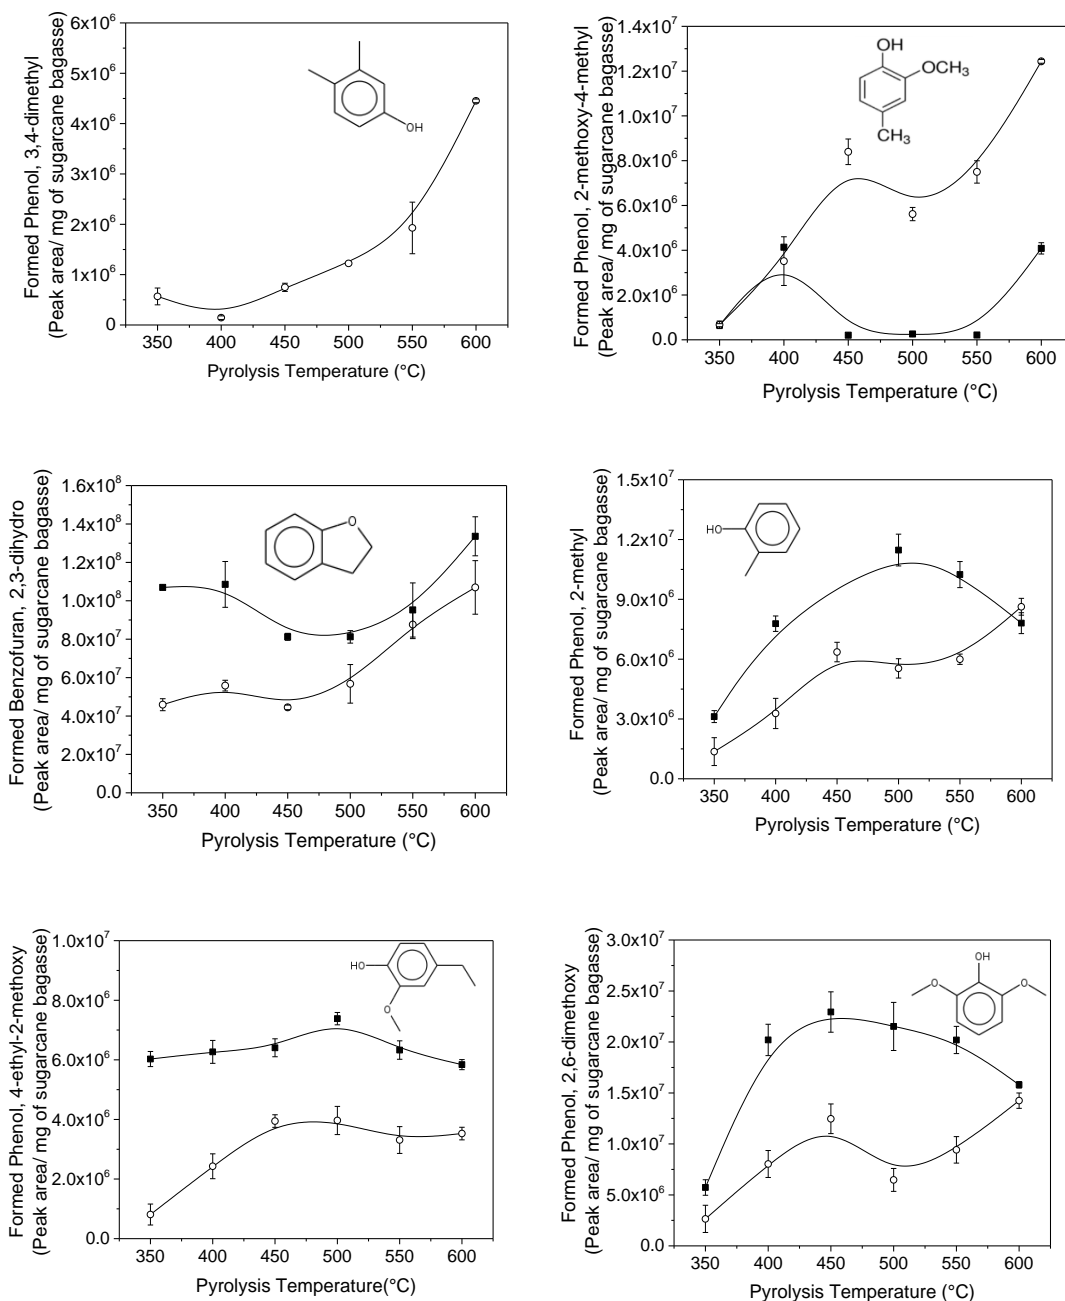 Formed Phenol, 3,4-dimethyl
(Peak area/ mg of sugarcane bagasse)
6x10⁶
5x10⁶
4x10⁶
3x10⁶
2x10⁶
1x10⁶
0
OH
350 400 450 500 550 600
Pyrolysis Temperature (°C)
Formed Phenol, 2-methoxy-4-methyl
(Peak area/ mg of sugarcane bagasse)
1.4x10⁷
1.2x10⁷
1.0x10⁷
8.0x10⁶
6.0x10⁶
4.0x10⁶
2.0x10⁶
0.0
OH
OCH₃
CH₃
350 400 450 500 550 600
Pyrolysis Temperature (°C)
Formed Benzofuran, 2,3-dihydro
(Peak area/ mg of sugarcane bagasse)
1.6x10⁸
1.4x10⁸
1.2x10⁸
1.0x10⁸
8.0x10⁷
6.0x10⁷
4.0x10⁷
2.0x10⁷
0.0
O
350 400 450 500 550 600
Pyrolysis Temperature (°C)
Formed Phenol, 2-methyl
(Peak area/ mg of sugarcane bagasse)
1.5x10⁷
1.2x10⁷
9.0x10⁶
6.0x10⁶
3.0x10⁶
0.0
HO
350 400 450 500 550 600
Pyrolysis Temperature (°C)
Formed Phenol, 4-ethyl-2-methoxy
(Peak area/ mg of sugarcane bagasse)
1.0x10⁷
8.0x10⁶
6.0x10⁶
4.0x10⁶
2.0x10⁶
0.0
HO
O
350 400 450 500 550 600
Pyrolysis Temperature(°C)
Formed Phenol, 2,6-dimethoxy
(Peak area/ mg of sugarcane bagasse)
3.0x10⁷
2.5x10⁷
2.0x10⁷
1.5x10⁷
1.0x10⁷
5.0x10⁶
0.0
OH
O O
350 400 450 500 550 600
Pyrolysis Temperature (°C)